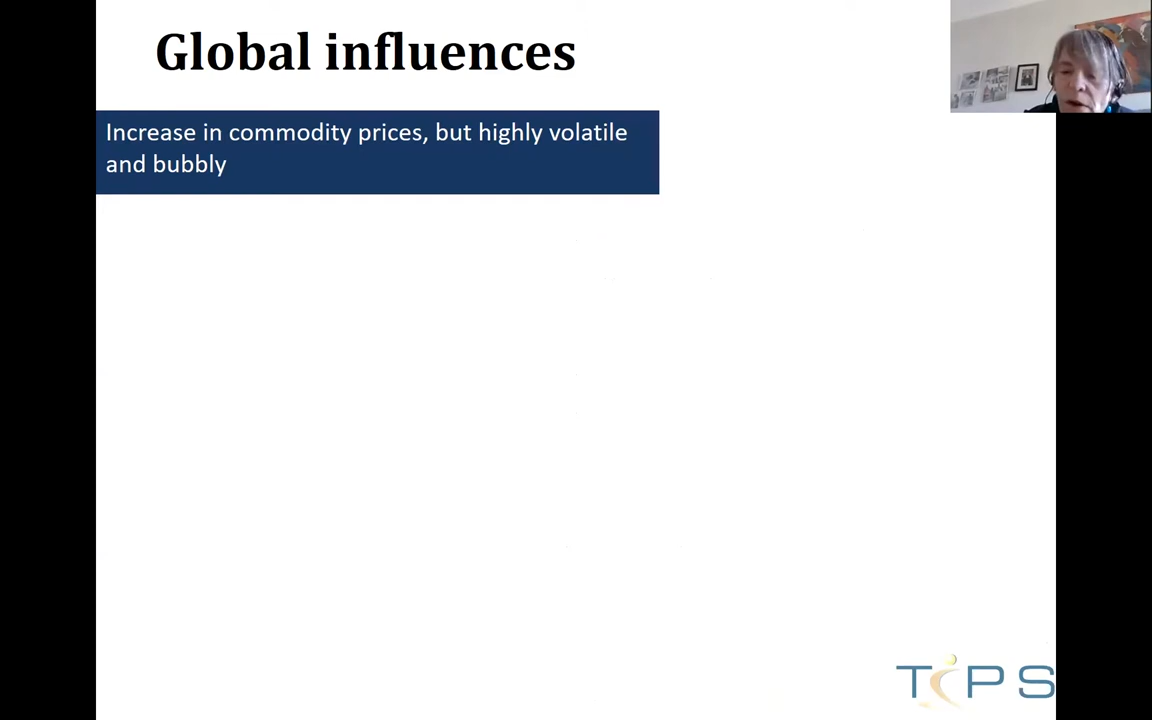 Global influences
Increase in commodity prices, but highly volatile
and bubbly
TIPS